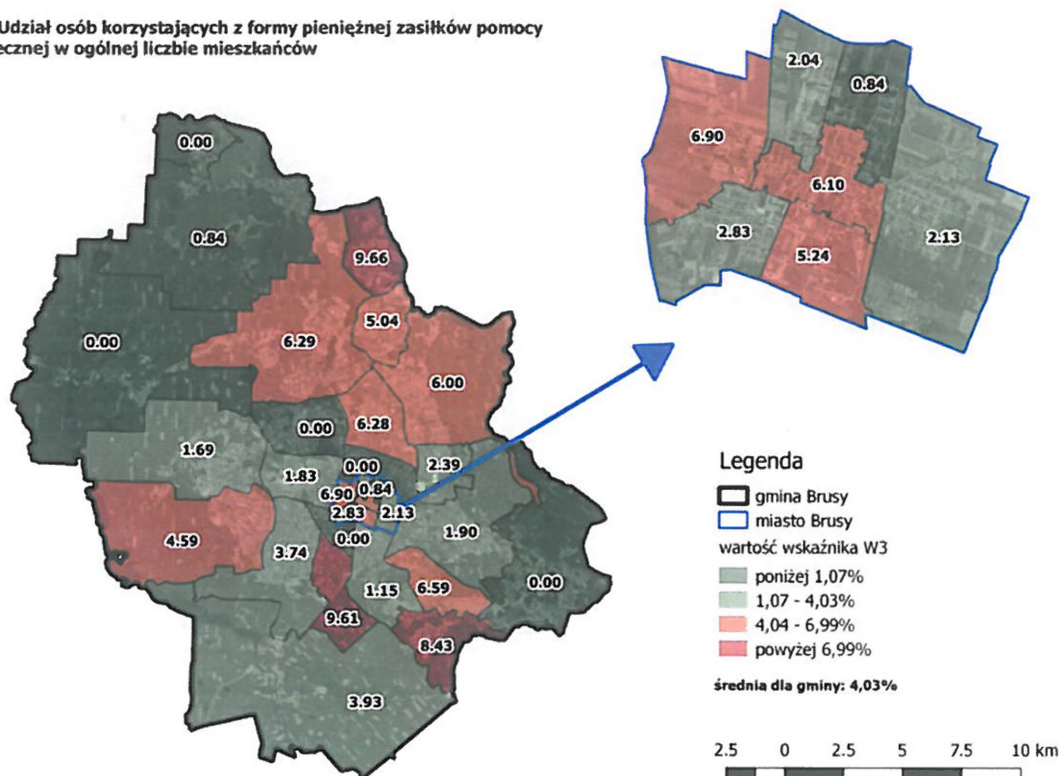 Udział osób korzystających z formy pieniężnej zasiłków pomocy
ecznej w ogólnej liczbie mieszkańców
2.04
0.84
6.90
6.10
2.83
2.13
5.24
0.00
0.84
9.66
5.04
0.00
6.29
6.00
6.28
0.00
1.69
0.00
2.39
1.83
6.90
0.84
2.83
2.13
4.59
0.00
1.90
3.74
1.15
6.59
0.00
9.61
8.43
3.93
Legenda
gmina Brusy
miasto Brusy
wartość wskaźnika W3
poniżej 1,07%
1,07 - 4,03%
4,04 - 6,99%
powyżej 6,99%
średnia dla gminy: 4,03%
2.5 0 2.5 5 7.5 10 km